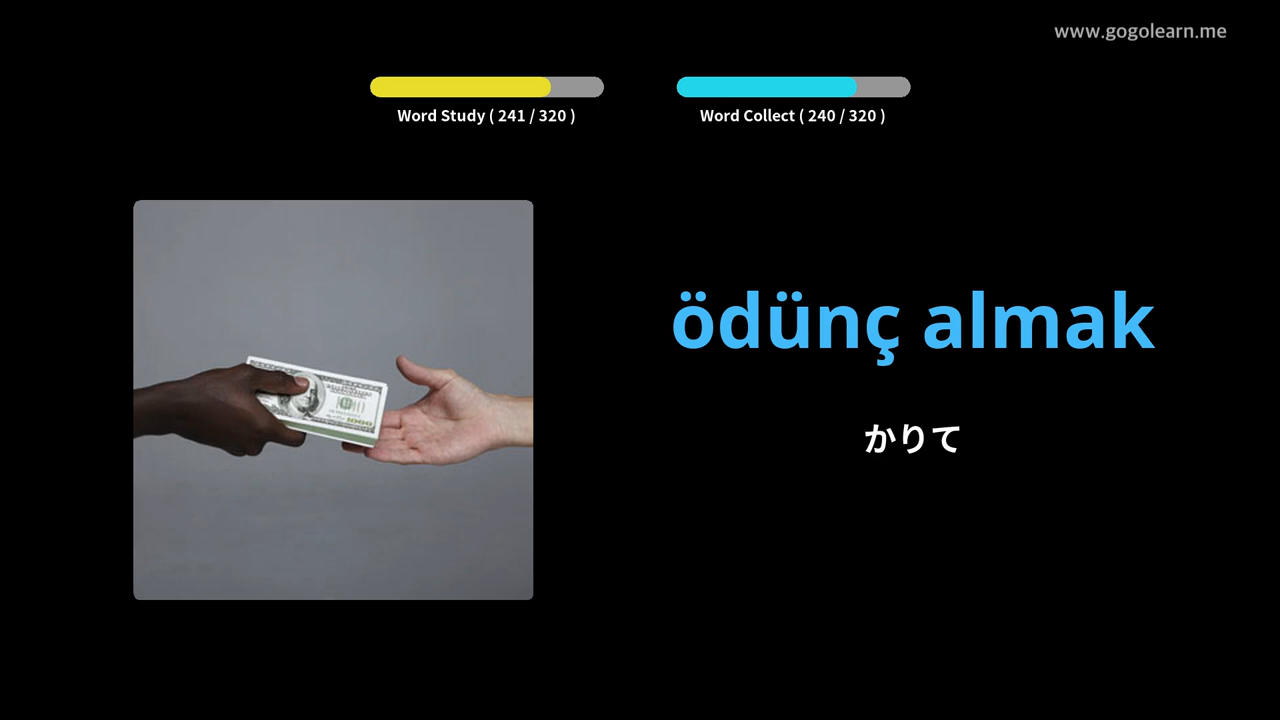 www.gogolearn.me
Word Study ( 241 / 320 )
Word Collect ( 240 / 320 )
ödünç almak
かりて